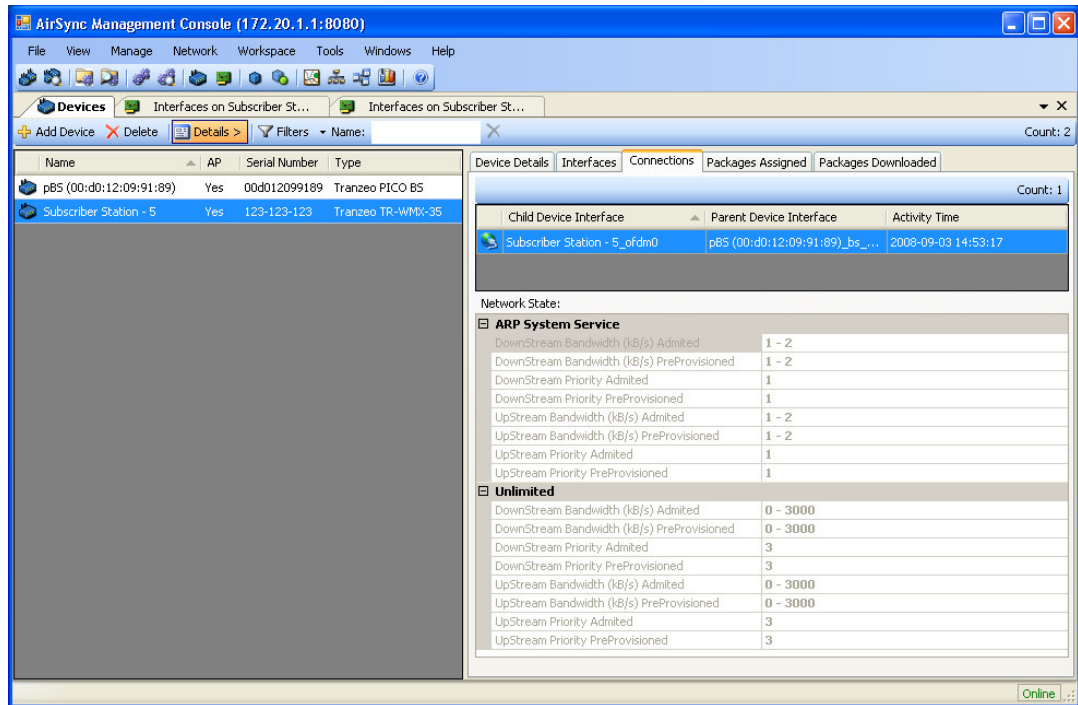 AirSync Management Console (172.20.1.1:8080)
File View Manage Network Workspace Tools Windows Help
Devices Interfaces on Subscriber St... Interfaces on Subscriber St...
Add Device Delete Details > Filters Name: Count: 2
Name AP Serial Number Type
pBS (00:d0:12:09:91:89) Yes 00d012099189 Tranzeo PICO BS
Subscriber Station - 5 Yes 123-123-123 Tranzeo TR-WMX-35
Device Details Interfaces Connections Packages Assigned Packages Downloaded
Count: 1
Child Device Interface Parent Device Interface Activity Time
Subscriber Station - 5_ofdm0 pBS (00:d0:12:09:91:89)_bs_... 2008-09-03 14:53:17
Network State:
ARP System Service
DownStream Bandwidth (kB/s) Admited 1 - 2
DownStream Bandwidth (kB/s) PreProvisioned 1 - 2
DownStream Priority Admited 1
DownStream Priority PreProvisioned 1
UpStream Bandwidth (kB/s) Admited 1 - 2
UpStream Bandwidth (kB/s) PreProvisioned 1 - 2
UpStream Priority Admited 1
UpStream Priority PreProvisioned 1
Unlimited
DownStream Bandwidth (kB/s) Admited 0 - 3000
DownStream Bandwidth (kB/s) PreProvisioned 0 - 3000
DownStream Priority Admited 3
DownStream Priority PreProvisioned 3
UpStream Bandwidth (kB/s) Admited 0 - 3000
UpStream Bandwidth (kB/s) PreProvisioned 0 - 3000
UpStream Priority Admited 3
UpStream Priority PreProvisioned 3
Online